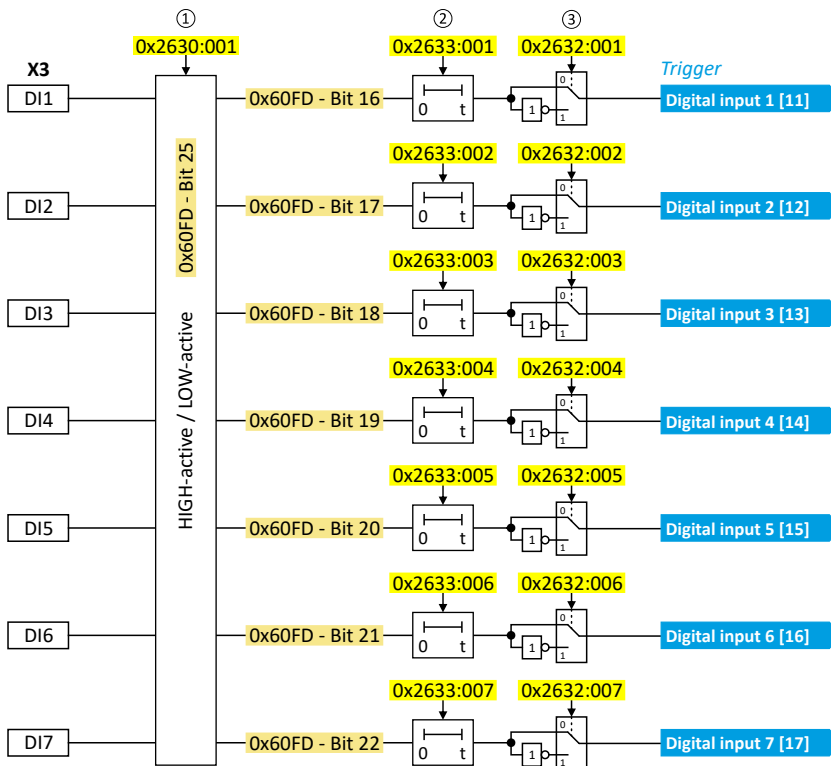 ① ② ③
0x2630:001 0x2633:001 0x2632:001
X3 Trigger
DI1 0x60FD - Bit 16 0 t 1 0 1 Digital input 1 [11]
0x60FD - Bit 25
HIGH-active / LOW-active
0x2633:002 0x2632:002
DI2 0x60FD - Bit 17 0 t 1 0 1 Digital input 2 [12]
0x2633:003 0x2632:003
DI3 0x60FD - Bit 18 0 t 1 0 1 Digital input 3 [13]
0x2633:004 0x2632:004
DI4 0x60FD - Bit 19 0 t 1 0 1 Digital input 4 [14]
0x2633:005 0x2632:005
DI5 0x60FD - Bit 20 0 t 1 0 1 Digital input 5 [15]
0x2633:006 0x2632:006
DI6 0x60FD - Bit 21 0 t 1 0 1 Digital input 6 [16]
0x2633:007 0x2632:007
DI7 0x60FD - Bit 22 0 t 1 0 1 Digital input 7 [17]